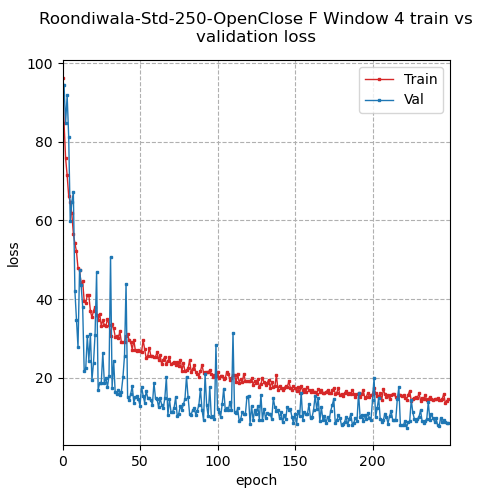 Roondiwala-Std-250-OpenClose F Window 4 train vs
validation loss
100
80
60
40
20
loss
0
50
100
150
200
epoch
Train
Val